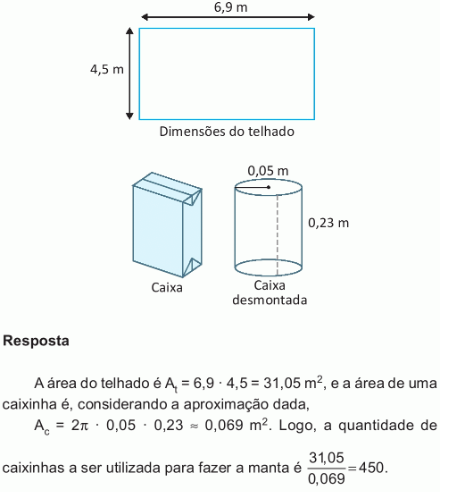 6,9 m
4,5 m
Dimensões do telhado
0,05 m
0,23 m
Caixa
Caixa
desmontada
Resposta
A área do telhado é Aₜ = 6,9 · 4,5 = 31,05 m², e a área de uma
caixinha é, considerando a aproximação dada,
A_c = 2π · 0,05 · 0,23 ≈ 0,069 m². Logo, a quantidade de
caixinhas a ser utilizada para fazer a manta é 31,05/0,069 = 450.